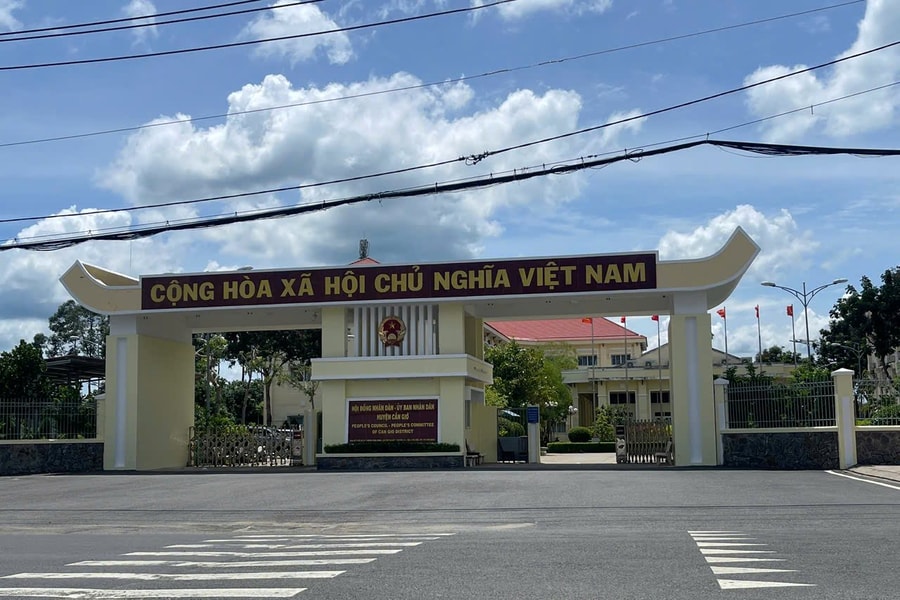 CỘNG HÒA XÃ HỘI CHỦ NGHĨA VIỆT NAM
HỘI ĐỒNG NHÂN DÂN - ỦY BAN NHÂN DÂN
HUYỆN CẦN GIỜ
PEOPLE'S COUNCIL - PEOPLE'S COMMITTEE
OF CAN GIO DISTRICT